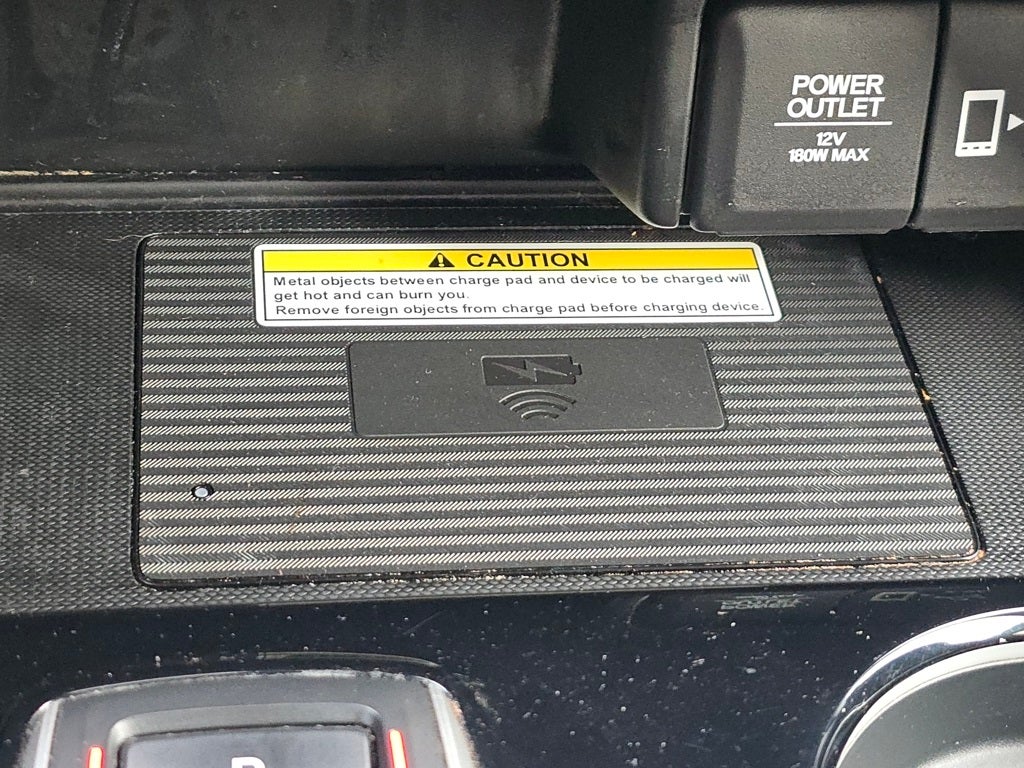 POWER
OUTLET
12V
180W MAX
CAUTION
Metal objects between charge pad and device to be charged will
get hot and can burn you.
Remove foreign objects from charge pad before charging device.
P